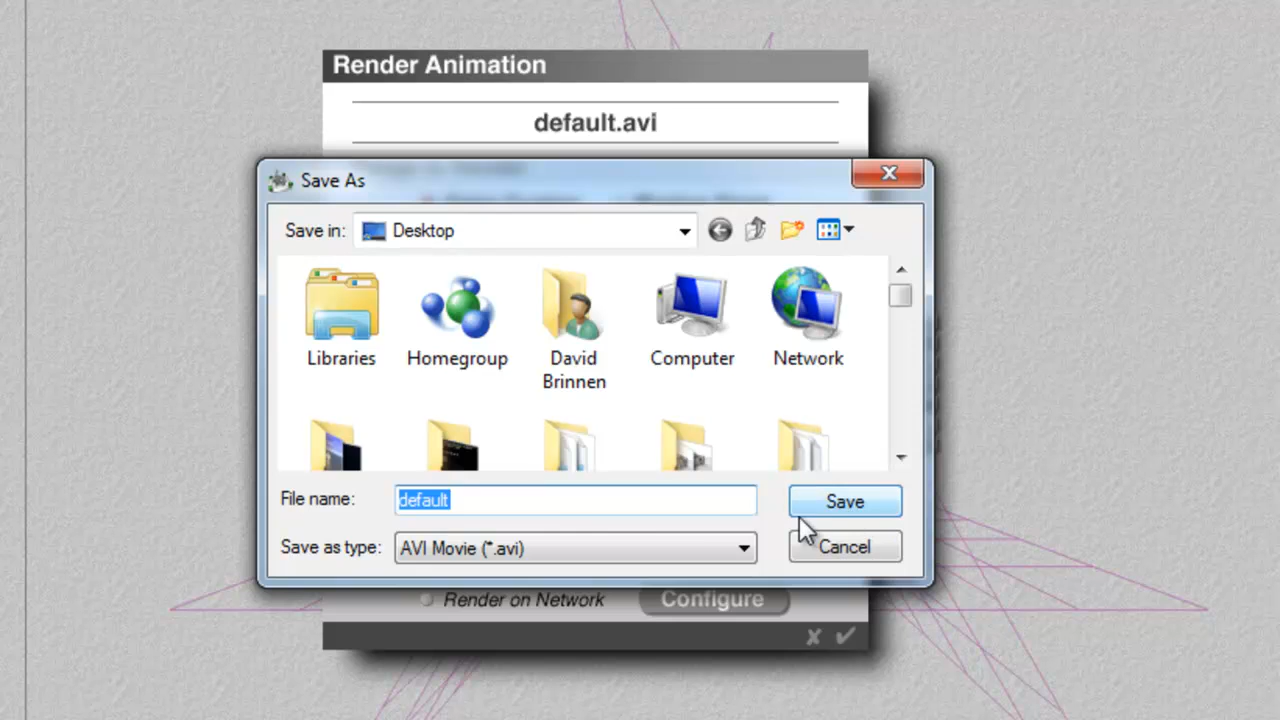 Render Animation
default.avi
Save As
Save in: Desktop
Libraries Homegroup David Brinnen Computer Network
File name: default Save
Save as type: AVI Movie (*.avi) Cancel
Render on Network Configure